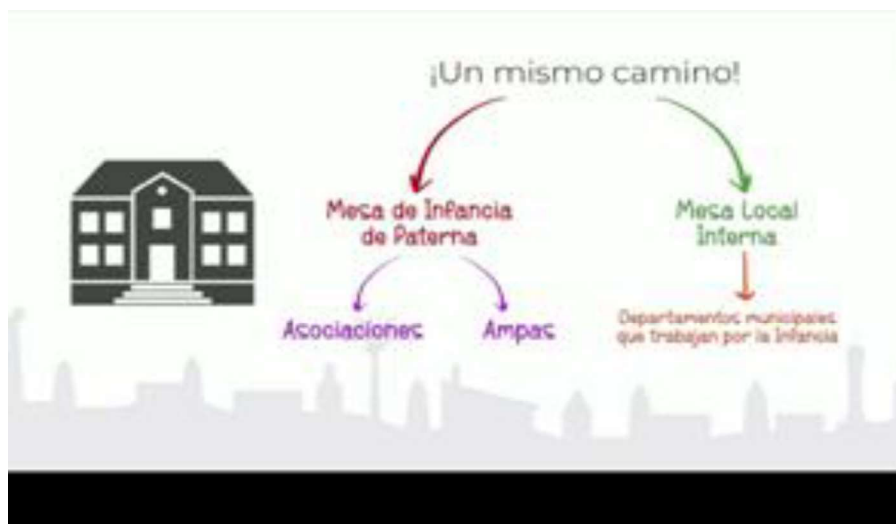 ¡Un mismo camino!
Mesa de Infancia
de Paterna
Mesa Local
Interna
Asociaciones
Ampas
Departamentos municipales
que trabajan por la Infancia